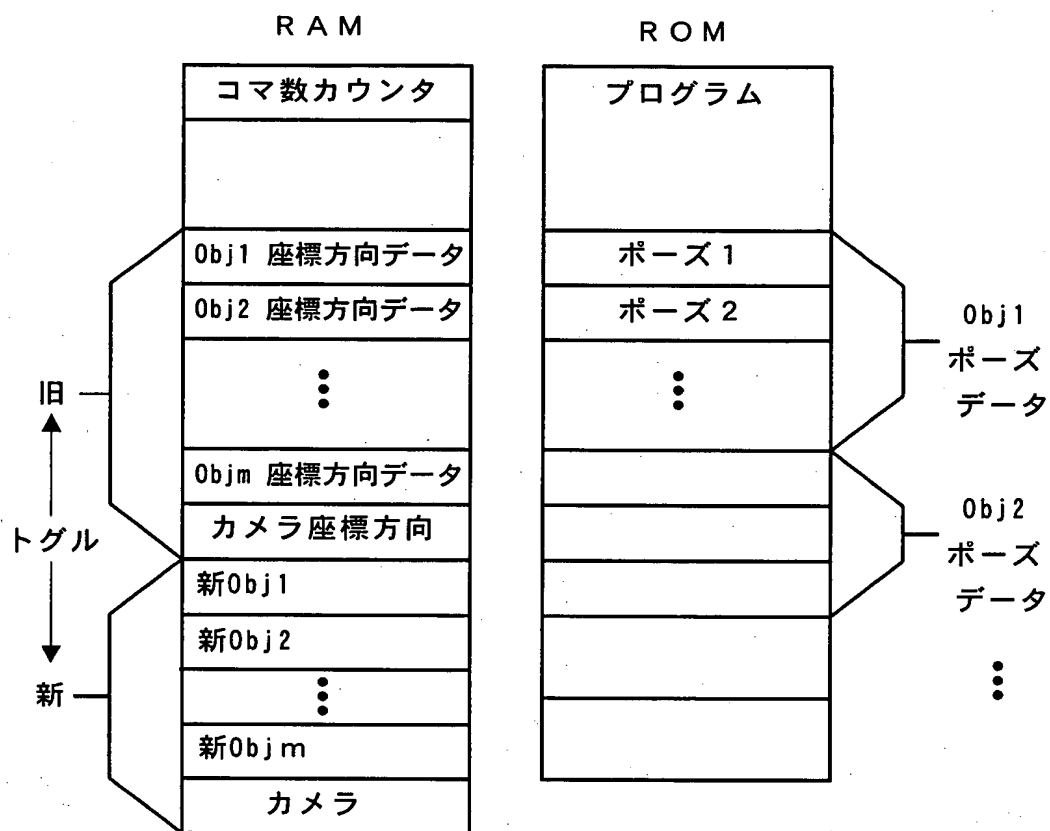 RAM
コマ数カウンタ
Obj1 座標方向データ
Obj2 座標方向データ
Objm 座標方向データ
カメラ座標方向
新Obj1
新Obj2
新Objm
カメラ
旧
トグル
新
ROM
プログラム
ポーズ1
ポーズ2
Obj1
ポーズ
データ
Obj2
ポーズ
データ